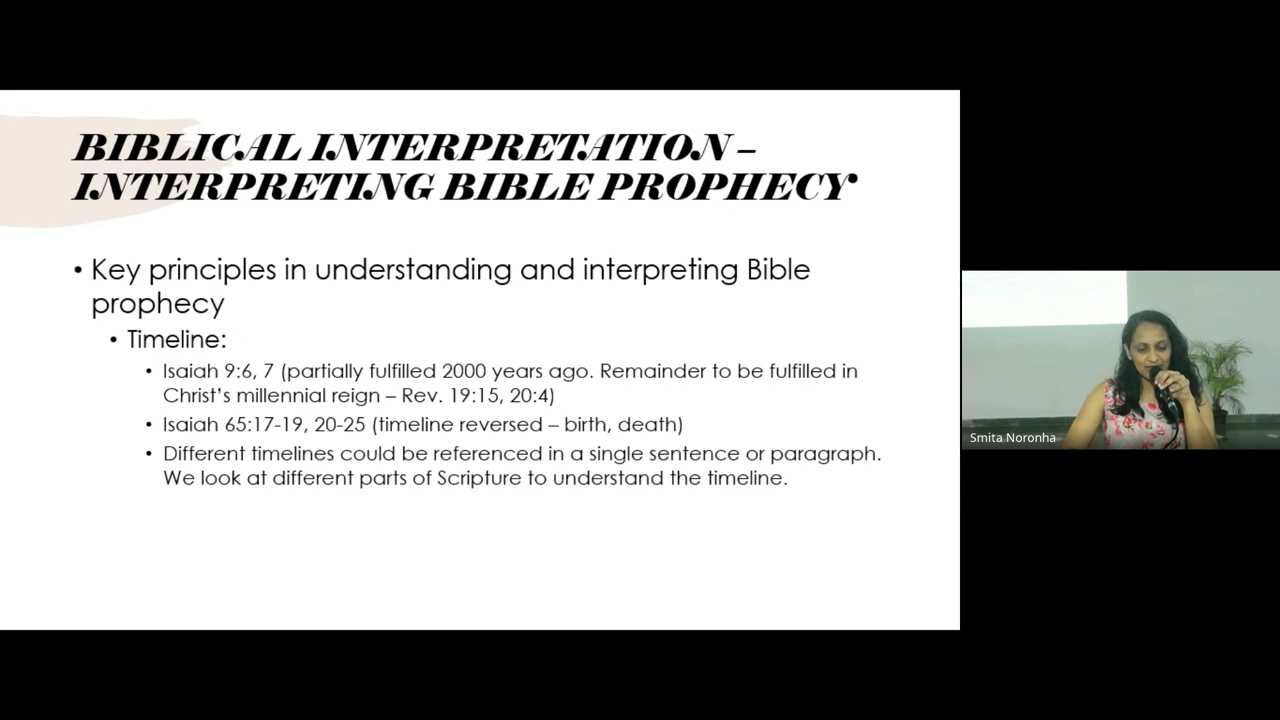 BIBLICAL INTERPRETATION –
INTERPRETING BIBLE PROPHECY
• Key principles in understanding and interpreting Bible
prophecy
• Timeline:
• Isaiah 9:6, 7 (partially fulfilled 2000 years ago. Remainder to be fulfilled in
Christ’s millennial reign – Rev. 19:15, 20:4)
• Isaiah 65:17-19, 20-25 (timeline reversed – birth, death)
• Different timelines could be referenced in a single sentence or paragraph.
We look at different parts of Scripture to understand the timeline.
Smita Noronha